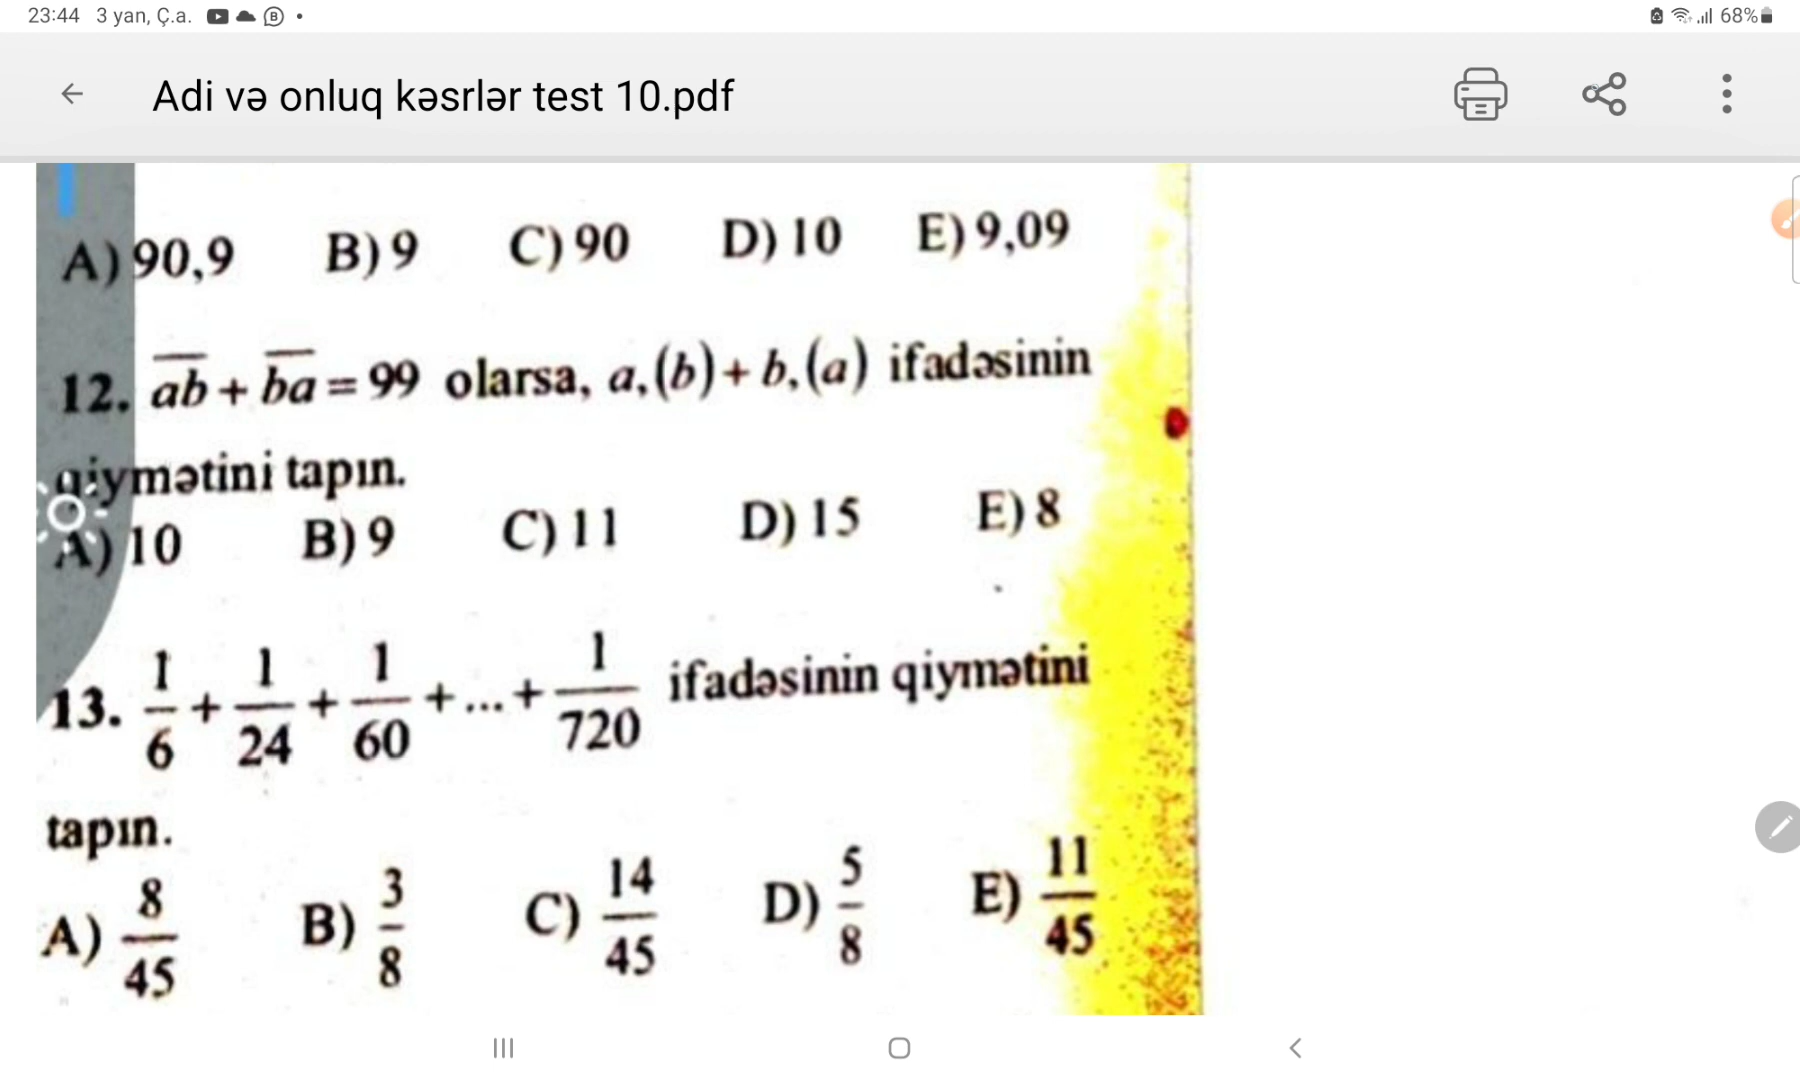 23:44 3 yan, Ç.a. B •
68%
Adi və onluq kəsrlər test 10.pdf
A) 90,9 B) 9 C) 90 D) 10 E) 9,09
12. \overline{ab} + \overline{ba} = 99 olarsa, a,(b) + b,(a) ifadəsinin
qiymətini tapın.
A) 10 B) 9 C) 11 D) 15 E) 8
13. 1/6 + 1/24 + 1/60 + ... + 1/720 ifadəsinin qiymətini
tapın.
A) 8/45 B) 3/8 C) 14/45 D) 5/8 E) 11/45